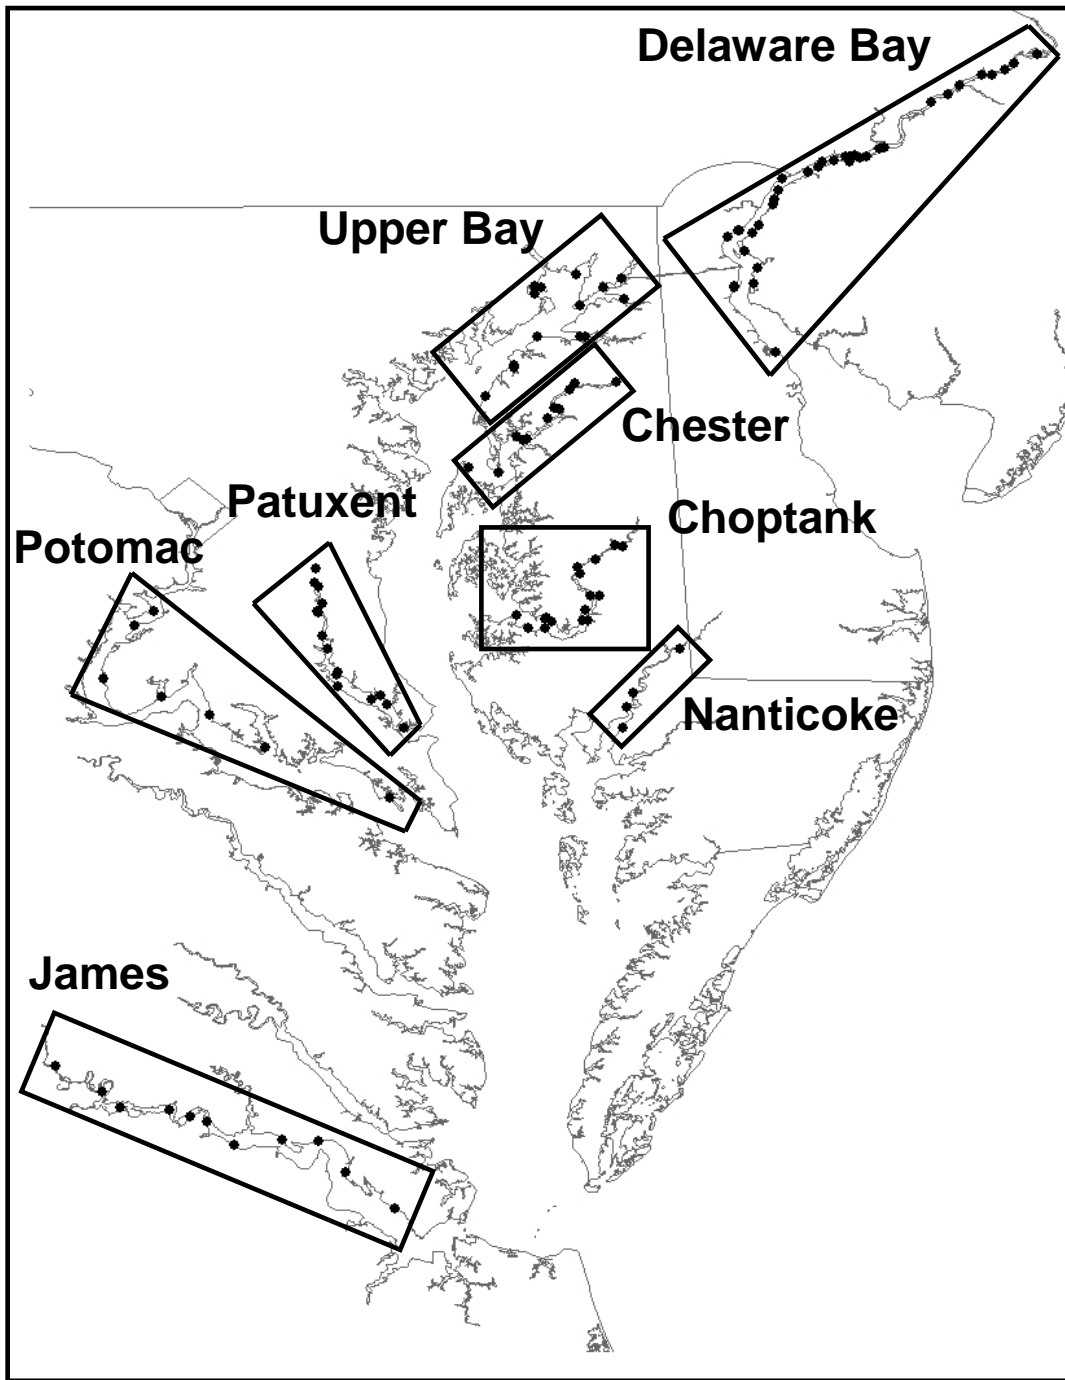 Delaware Bay
Upper Bay
Chester
Patuxent
Choptank
Potomac
Nanticoke
James